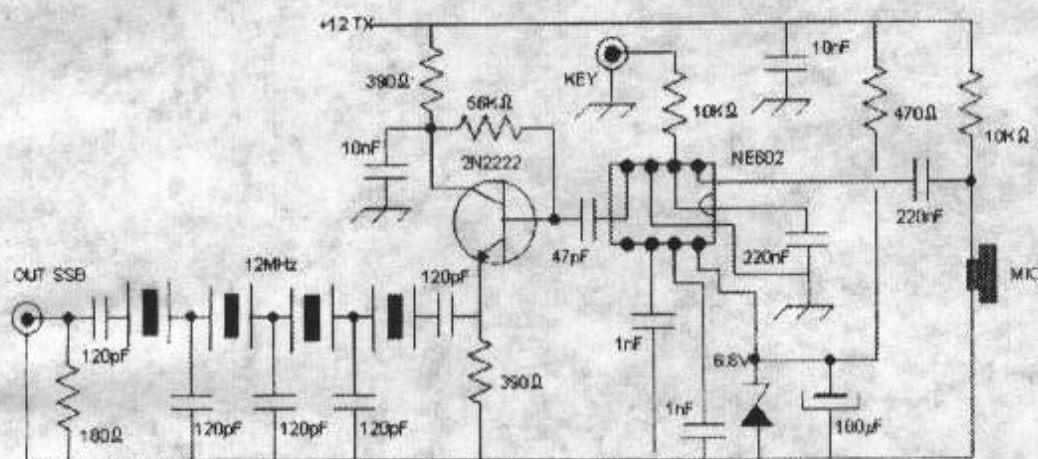 +12 TX
10nF
KEY
390Ω
56KΩ
10KΩ
470Ω
10KΩ
10nF
2N2222
NE602
220nF
47pF
220nF
MIC
OUT SSB
12MHz
120pF
120pF
1nF
6.8V
390Ω
1nF
100µF
180Ω
120pF
120pF
120pF